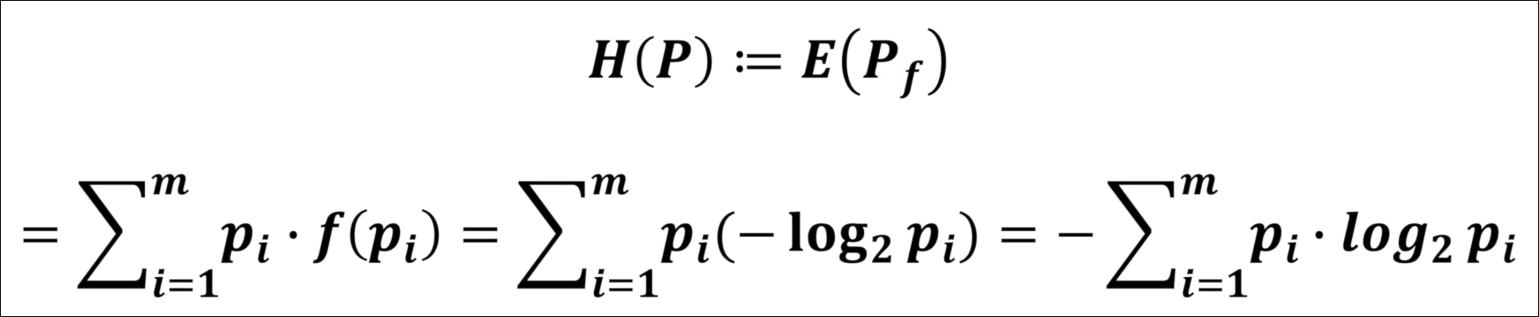 H(P) := E(P_f)
= ∑_{i=1}^{m} p_i · f(p_i) = ∑_{i=1}^{m} p_i(− log_2 p_i) = − ∑_{i=1}^{m} p_i · log_2 p_i